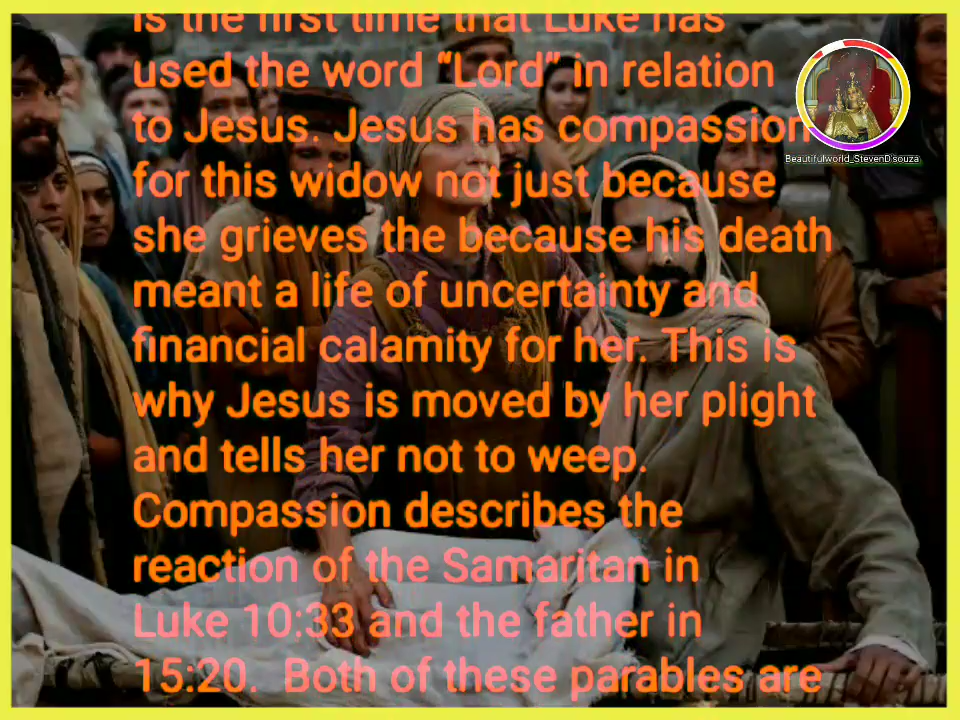 is the first time that Luke has
used the word “Lord” in relation
to Jesus. Jesus has compassion
for this widow not just because
she grieves the because his death
meant a life of uncertainty and
financial calamity for her. This is
why Jesus is moved by her plight
and tells her not to weep.
Compassion describes the
reaction of the Samaritan in
Luke 10:33 and the father in
15:20. Both of these parables are
Beautifulworld_StevenD'souza